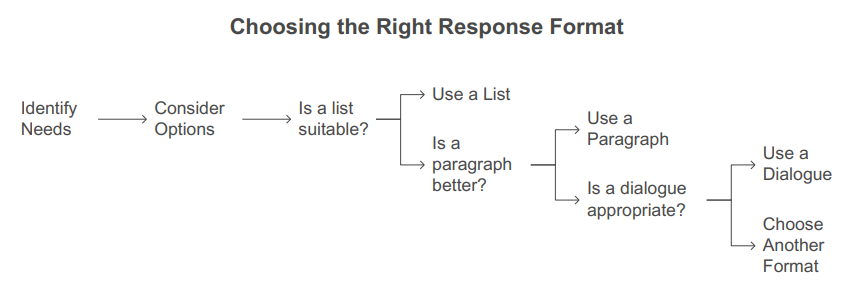 Choosing the Right Response Format
Identify
Needs
Consider
Options
Is a list
suitable?
Use a List
Is a
paragraph
better?
Use a
Paragraph
Is a dialogue
appropriate?
Use a
Dialogue
Choose
Another
Format